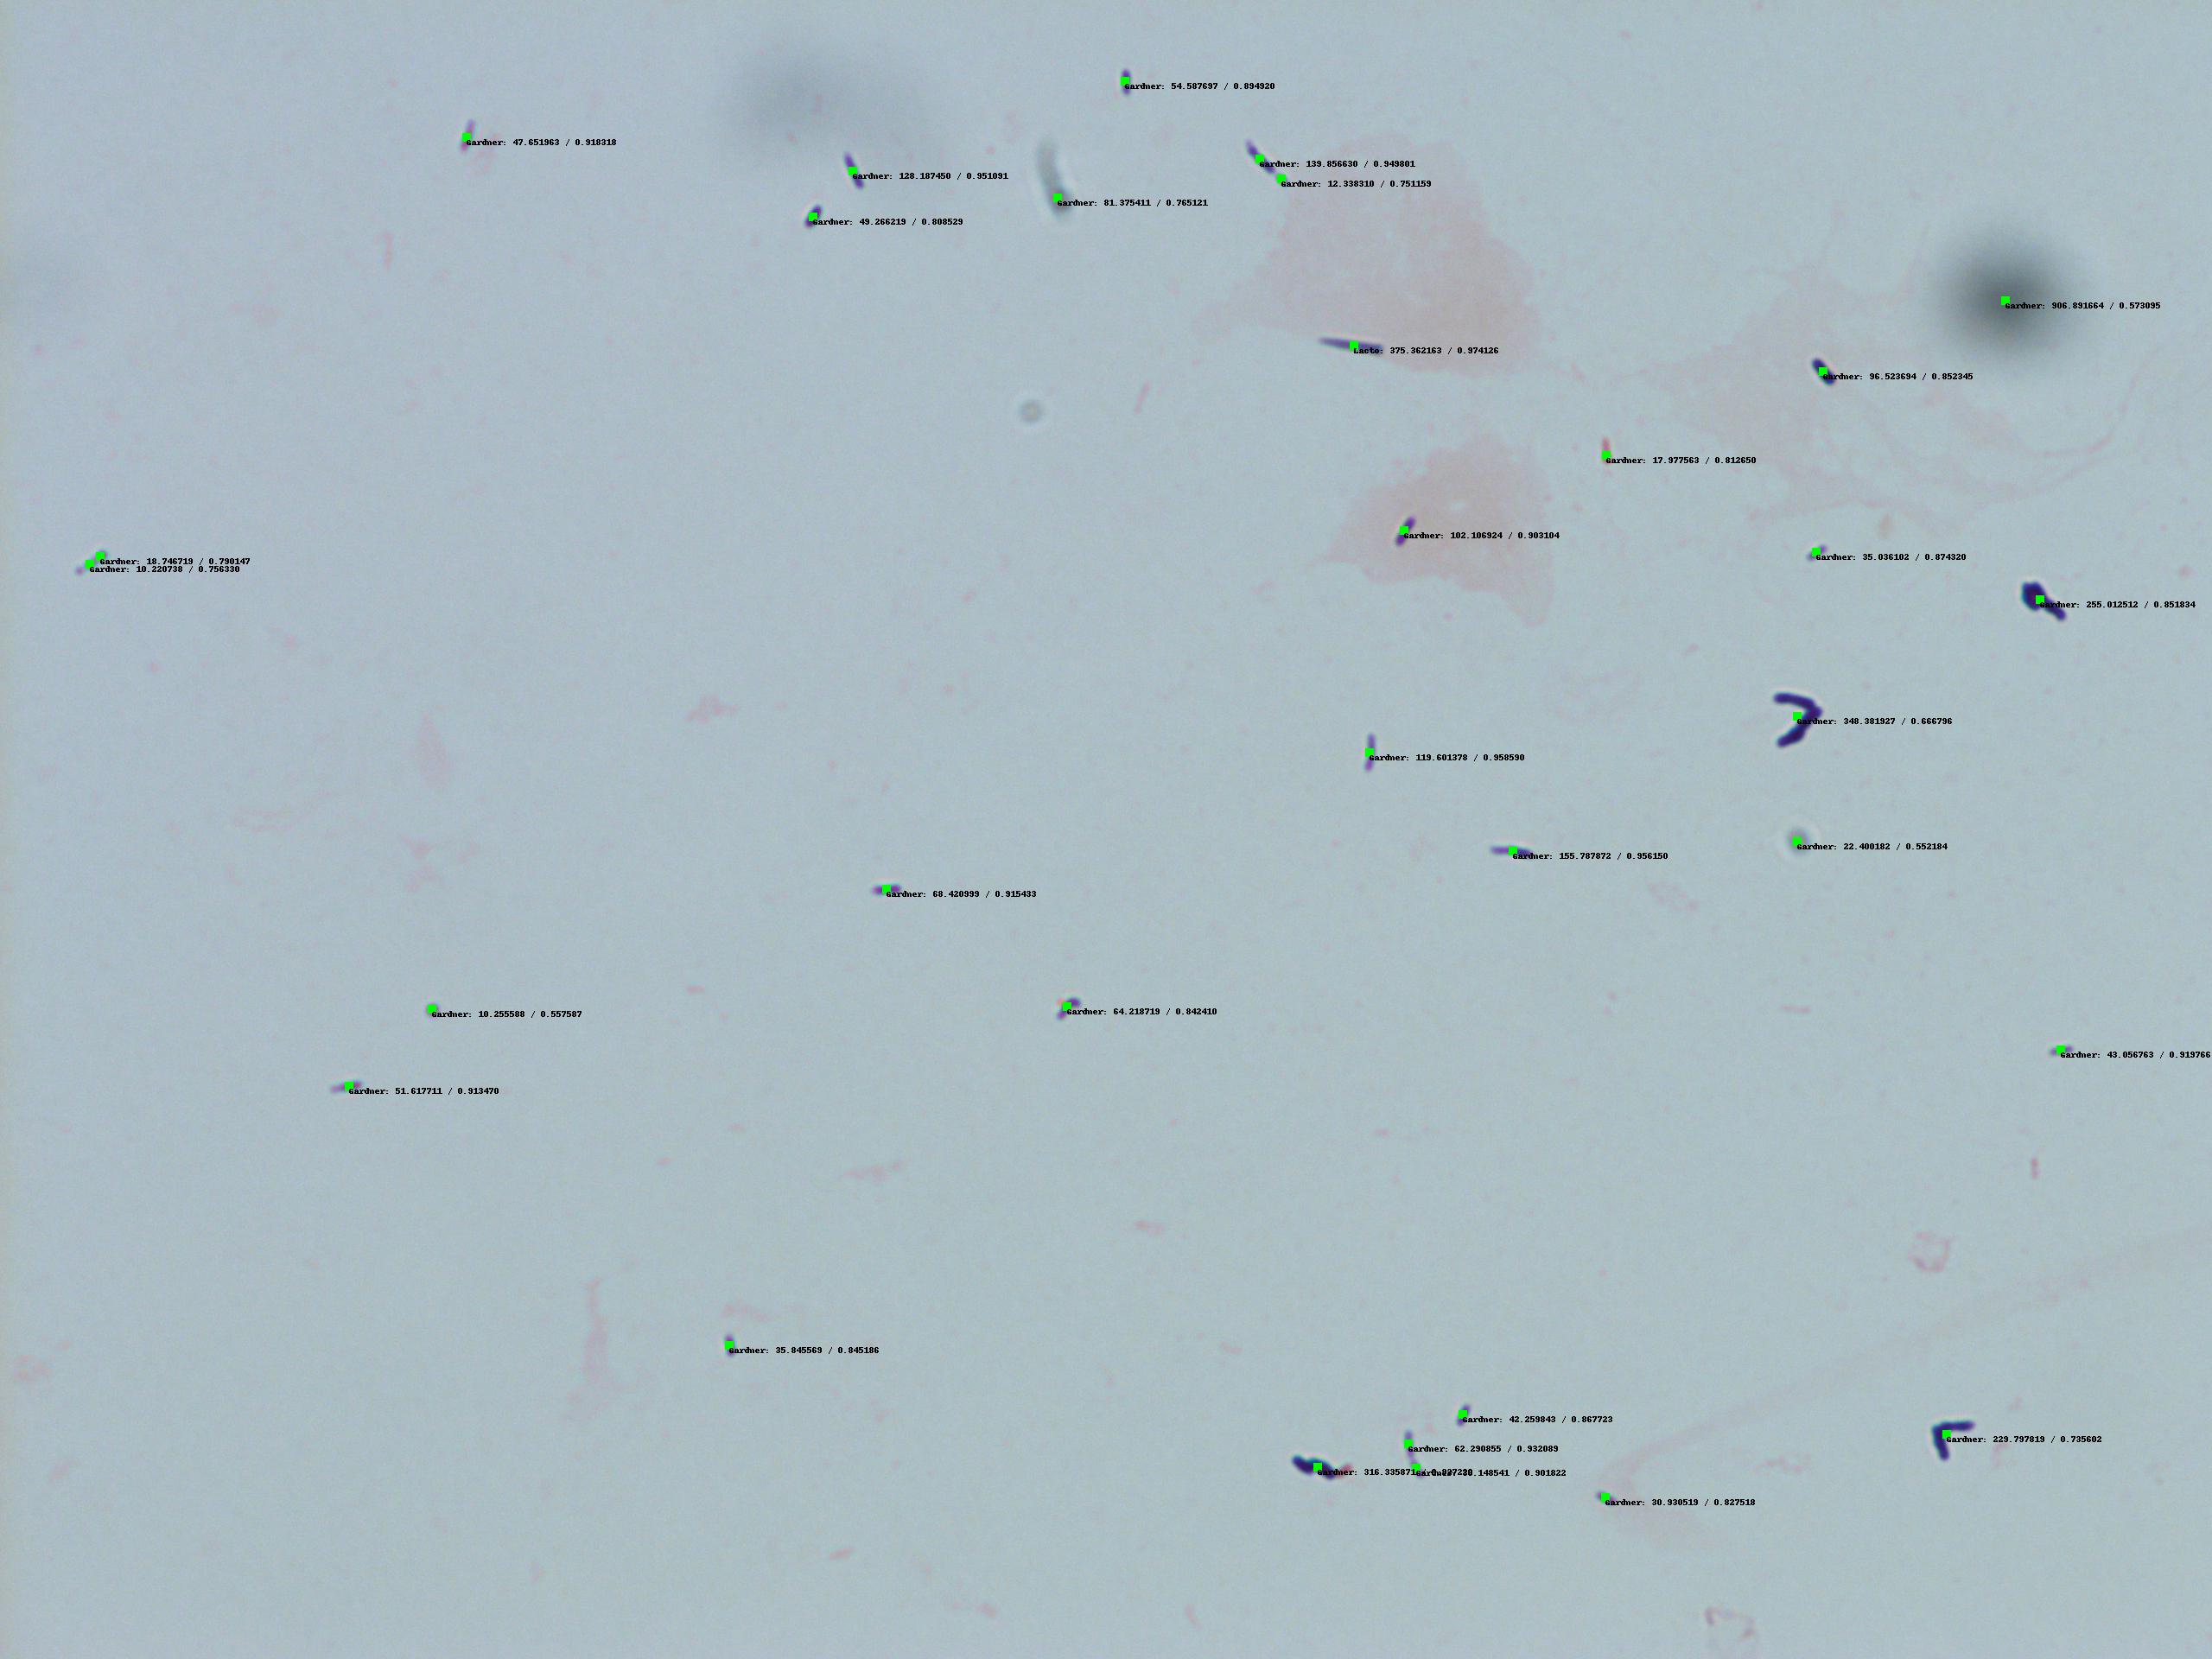 Gardner: 54.587697 / 0.894920
Gardner: 47.651963 / 0.918318
Gardner: 139.856630 / 0.949801
Gardner: 128.187450 / 0.951091
Gardner: 12.338310 / 0.751159
Gardner: 81.375411 / 0.765121
Gardner: 49.266219 / 0.808529
Gardner: 906.891664 / 0.573095
Lacto: 375.362163 / 0.974126
Gardner: 96.523694 / 0.852345
Gardner: 17.977563 / 0.812650
Gardner: 102.106924 / 0.903104
Gardner: 35.036102 / 0.874320
Gardner: 18.746719 / 0.790147
Gardner: 10.220738 / 0.756330
Gardner: 255.012512 / 0.851834
Gardner: 348.381927 / 0.666796
Gardner: 119.601378 / 0.958590
Gardner: 22.400182 / 0.552184
Gardner: 155.787872 / 0.956150
Gardner: 68.420999 / 0.915433
Gardner: 64.218719 / 0.842410
Gardner: 10.255588 / 0.557587
Gardner: 43.056763 / 0.919766
Gardner: 51.617711 / 0.913470
Gardner: 35.845569 / 0.845186
Gardner: 42.259843 / 0.867723
Gardner: 229.797819 / 0.735602
Gardner: 62.290855 / 0.932089
Gardner: 316.335871
148541 / 0.901822
Gardner: 30.930519 / 0.827518